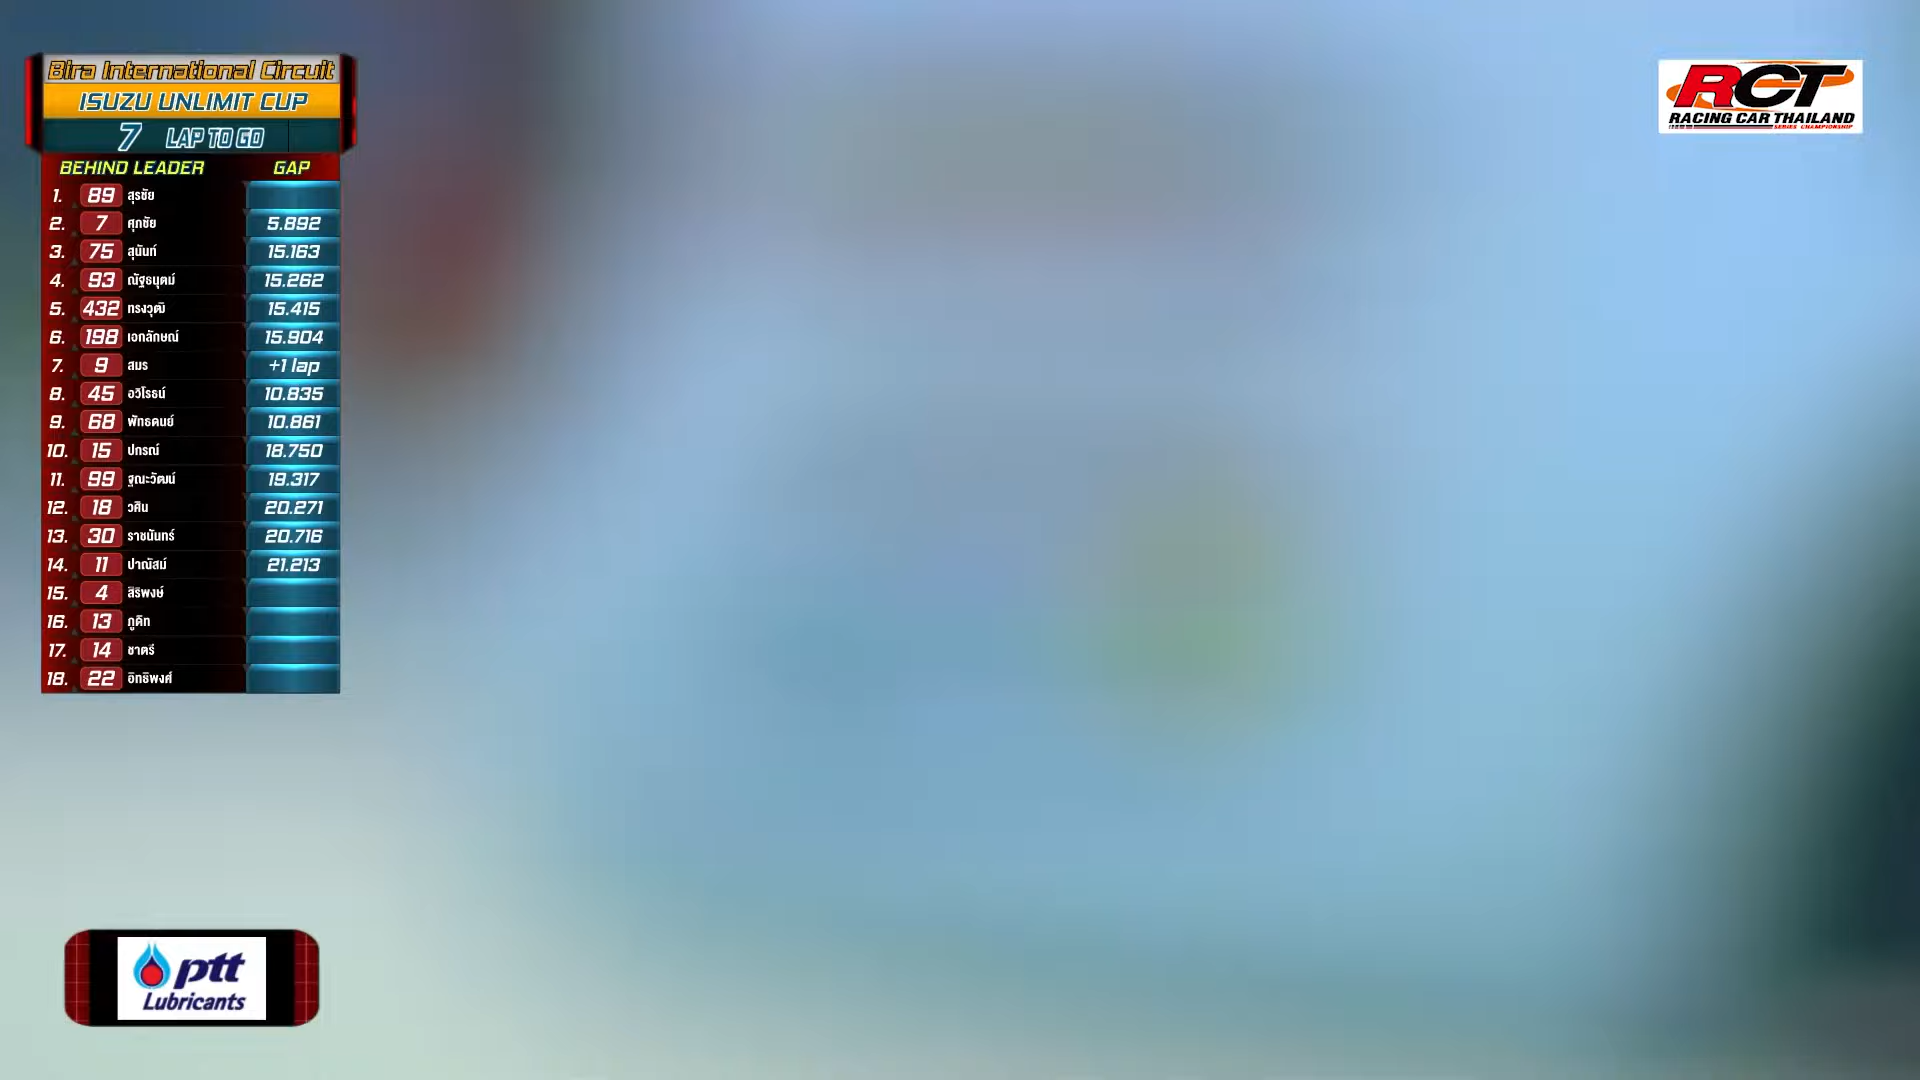 Bira International Circuit
ISUZU UNLIMIT CUP
7 LAP TO GO
BEHIND LEADER GAP
1. 89 สุรชัย
2. 7 ศุภชัย 5.892
3. 75 สุนันท์ 15.163
4. 93 ณัฐธนุตม์ 15.262
5. 432 ทรงวุฒิ 15.415
6. 198 เอกลักษณ์ 15.904
7. 9 สมร +1 lap
8. 45 อวิโรธน์ 10.835
9. 68 พัทธดนย์ 10.861
10. 15 ปกรณ์ 18.750
11. 99 ฐณะวัฒน์ 19.317
12. 18 วศิน 20.271
13. 30 ราชนันทร์ 20.716
14. 11 ปาณัสม์ 21.213
15. 4 สิริพงษ์
16. 13 ภูดิท
17. 14 ชาตรี
18. 22 อิทธิพงศ์
RCT
RACING CAR THAILAND
SERIES CHAMPIONSHIP
ptt
Lubricants